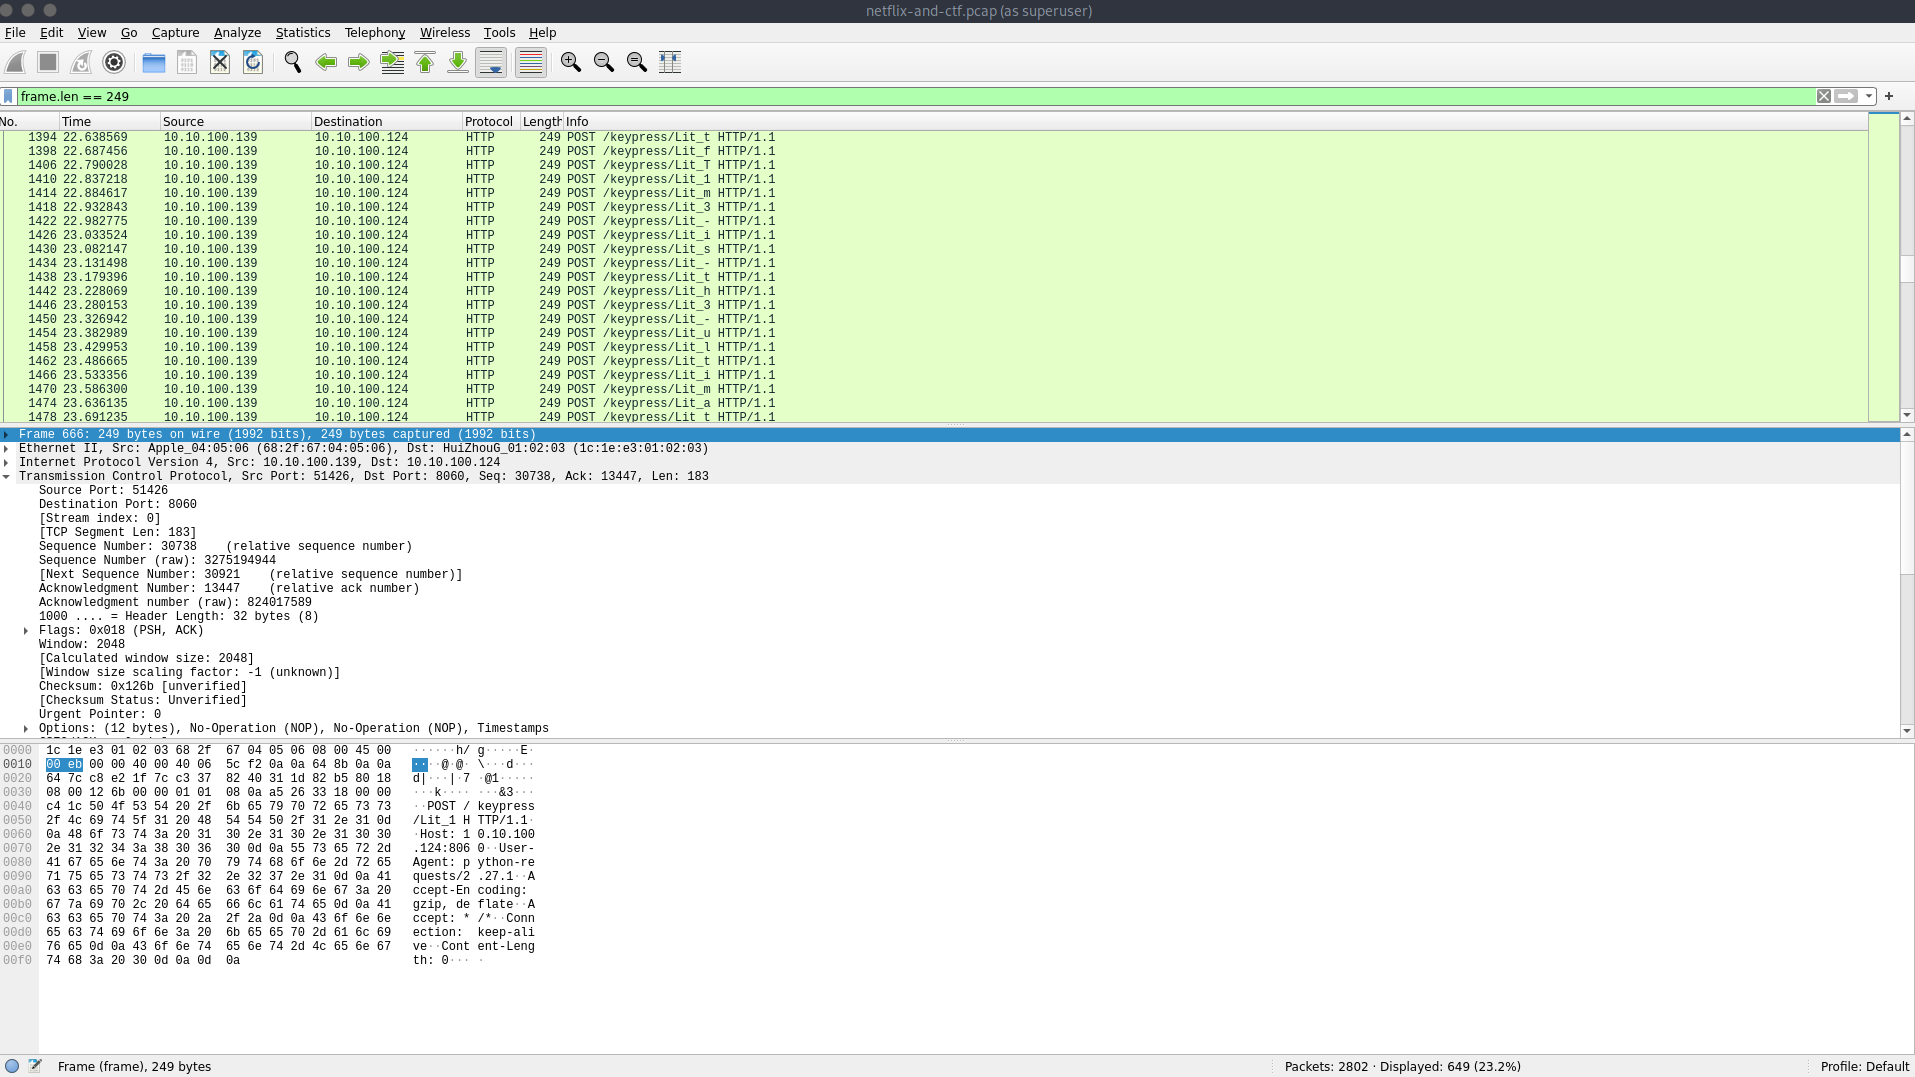 netflix-and-ctf.pcap (as superuser)
File Edit View Go Capture Analyze Statistics Telephony Wireless Tools Help
frame.len == 249
No. Time Source Destination Protocol Length Info
1394 22.638569 10.10.100.139 10.10.100.124 HTTP 249 POST /keypress/Lit_t HTTP/1.1
1398 22.687456 10.10.100.139 10.10.100.124 HTTP 249 POST /keypress/Lit_f HTTP/1.1
1406 22.790028 10.10.100.139 10.10.100.124 HTTP 249 POST /keypress/Lit_T HTTP/1.1
1410 22.837218 10.10.100.139 10.10.100.124 HTTP 249 POST /keypress/Lit_1 HTTP/1.1
1414 22.884617 10.10.100.139 10.10.100.124 HTTP 249 POST /keypress/Lit_m HTTP/1.1
1418 22.932843 10.10.100.139 10.10.100.124 HTTP 249 POST /keypress/Lit_3 HTTP/1.1
1422 22.982775 10.10.100.139 10.10.100.124 HTTP 249 POST /keypress/Lit_- HTTP/1.1
1426 23.033524 10.10.100.139 10.10.100.124 HTTP 249 POST /keypress/Lit_i HTTP/1.1
1430 23.082147 10.10.100.139 10.10.100.124 HTTP 249 POST /keypress/Lit_s HTTP/1.1
1434 23.131498 10.10.100.139 10.10.100.124 HTTP 249 POST /keypress/Lit_- HTTP/1.1
1438 23.179396 10.10.100.139 10.10.100.124 HTTP 249 POST /keypress/Lit_t HTTP/1.1
1442 23.228069 10.10.100.139 10.10.100.124 HTTP 249 POST /keypress/Lit_h HTTP/1.1
1446 23.280153 10.10.100.139 10.10.100.124 HTTP 249 POST /keypress/Lit_3 HTTP/1.1
1450 23.326942 10.10.100.139 10.10.100.124 HTTP 249 POST /keypress/Lit_- HTTP/1.1
1454 23.382989 10.10.100.139 10.10.100.124 HTTP 249 POST /keypress/Lit_u HTTP/1.1
1458 23.429953 10.10.100.139 10.10.100.124 HTTP 249 POST /keypress/Lit_l HTTP/1.1
1462 23.486665 10.10.100.139 10.10.100.124 HTTP 249 POST /keypress/Lit_t HTTP/1.1
1466 23.533356 10.10.100.139 10.10.100.124 HTTP 249 POST /keypress/Lit_i HTTP/1.1
1470 23.586300 10.10.100.139 10.10.100.124 HTTP 249 POST /keypress/Lit_m HTTP/1.1
1474 23.636135 10.10.100.139 10.10.100.124 HTTP 249 POST /keypress/Lit_a HTTP/1.1
1478 23.691235 10.10.100.139 10.10.100.124 HTTP 249 POST /keypress/Lit_t HTTP/1.1
Frame 666: 249 bytes on wire (1992 bits), 249 bytes captured (1992 bits)
Ethernet II, Src: Apple_04:05:06 (68:2f:67:04:05:06), Dst: HuiZhouG_01:02:03 (1c:1e:e3:01:02:03)
Internet Protocol Version 4, Src: 10.10.100.139, Dst: 10.10.100.124
Transmission Control Protocol, Src Port: 51426, Dst Port: 8060, Seq: 30738, Ack: 13447, Len: 183
Source Port: 51426
Destination Port: 8060
[Stream index: 0]
[TCP Segment Len: 183]
Sequence Number: 30738    (relative sequence number)
Sequence Number (raw): 3275194944
[Next Sequence Number: 30921    (relative sequence number)]
Acknowledgment Number: 13447    (relative ack number)
Acknowledgment number (raw): 824017589
1000 .... = Header Length: 32 bytes (8)
Flags: 0x018 (PSH, ACK)
Window: 2048
[Calculated window size: 2048]
[Window size scaling factor: -1 (unknown)]
Checksum: 0x126b [unverified]
[Checksum Status: Unverified]
Urgent Pointer: 0
Options: (12 bytes), No-Operation (NOP), No-Operation (NOP), Timestamps
0000 1c 1e e3 01 02 03 68 2f 67 04 05 06 08 00 45 00 ······h/ g·····E·
0010 00 eb 00 00 40 00 40 06 5c f2 0a 0a 64 8b 0a 0a ····@·@· \···d···
0020 64 7c c8 e2 1f 7c c3 37 82 40 31 1d 82 b5 80 18 d|···|·7 ·@1·····
0030 08 00 12 6b 00 00 01 01 08 0a a5 26 33 18 00 00 ···k···· ···&3···
0040 c4 1c 50 4f 53 54 20 2f 6b 65 79 70 72 65 73 73 ··POST / keypress
0050 2f 4c 69 74 5f 31 20 48 54 54 50 2f 31 2e 31 0d /Lit_1 H TTP/1.1·
0060 0a 48 6f 73 74 3a 20 31 30 2e 31 30 2e 31 30 30 ·Host: 1 0.10.100
0070 2e 31 32 34 3a 38 30 36 30 0d 0a 55 73 65 72 2d .124:806 0··User-
0080 41 67 65 6e 74 3a 20 70 79 74 68 6f 6e 2d 72 65 Agent: p ython-re
0090 71 75 65 73 74 73 2f 32 2e 32 37 2e 31 0d 0a 41 quests/2 .27.1··A
00a0 63 63 65 70 74 2d 45 6e 63 6f 64 69 6e 67 3a 20 ccept-En coding:
00b0 67 7a 69 70 2c 20 64 65 66 6c 61 74 65 0d 0a 41 gzip, de flate··A
00c0 63 63 65 70 74 3a 20 2a 2f 2a 0d 0a 43 6f 6e 6e ccept: * /*··Conn
00d0 65 63 74 69 6f 6e 3a 20 6b 65 65 70 2d 61 6c 69 ection:  keep-ali
00e0 76 65 0d 0a 43 6f 6e 74 65 6e 74 2d 4c 65 6e 67 ve··Cont ent-Leng
00f0 74 68 3a 20 30 0d 0a 0d 0a th: 0··· ·
Frame (frame), 249 bytes Packets: 2802 · Displayed: 649 (23.2%) Profile: Default